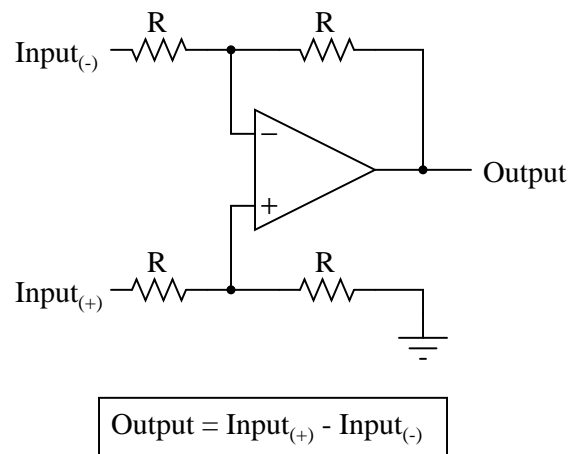 R R
Input(-)
−
Output
+
R R
Input(+)
Output = Input(+) - Input(-)